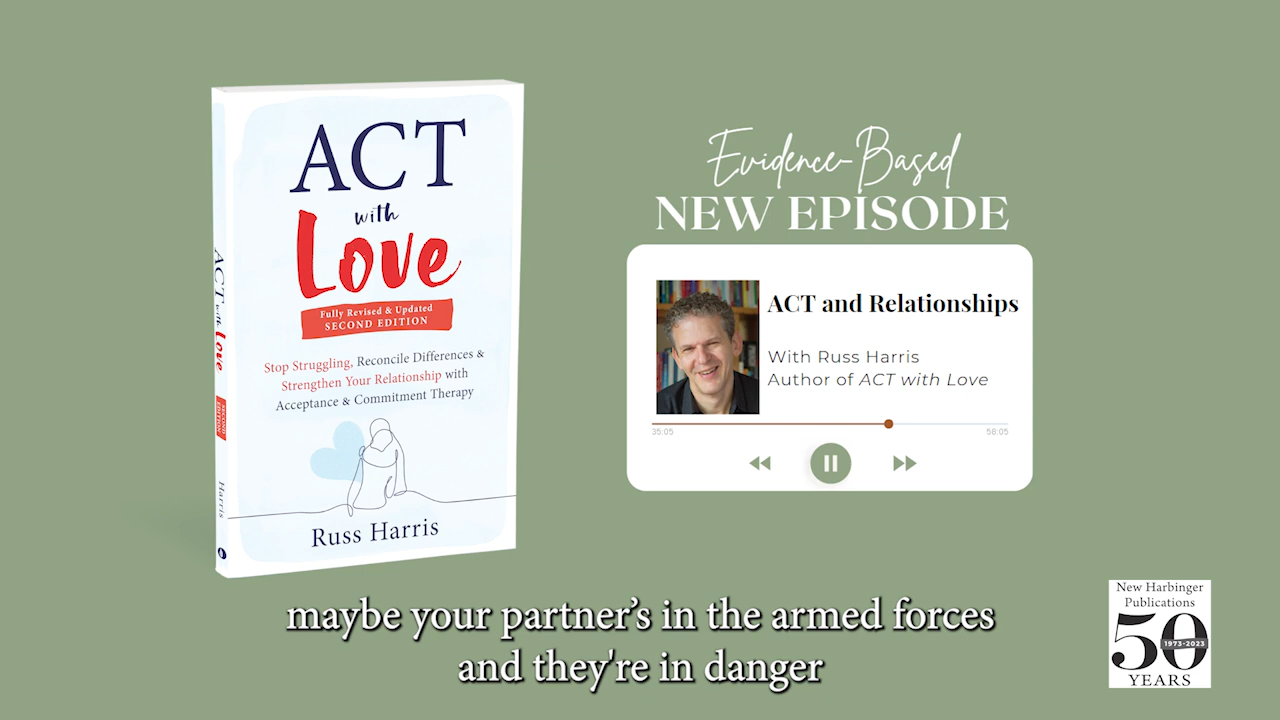 ACT
with
Love
Fully Revised & Updated
SECOND EDITION
Stop Struggling, Reconcile Differences &
Strengthen Your Relationship with
Acceptance & Commitment Therapy
Russ Harris
ACT with Love
SECOND EDITION
Harris
Evidence-Based
NEW EPISODE
ACT and Relationships
With Russ Harris
Author of ACT with Love
35:05
58:05
maybe your partner’s in the armed forces
and they're in danger
New Harbinger
Publications
50
1973-2023
YEARS